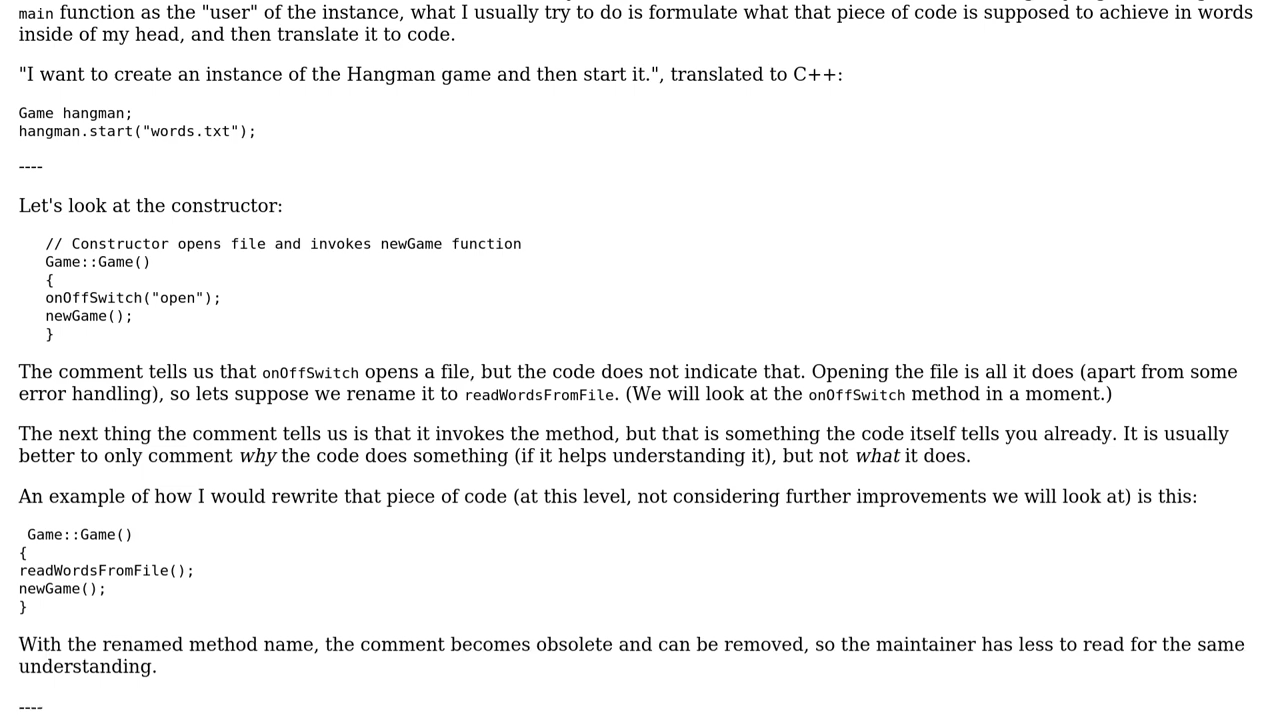 main function as the "user" of the instance, what I usually try to do is formulate what that piece of code is supposed to achieve in words
inside of my head, and then translate it to code.
"I want to create an instance of the Hangman game and then start it.", translated to C++:
Game hangman;
hangman.start("words.txt");
----
Let's look at the constructor:
// Constructor opens file and invokes newGame function
Game::Game()
{
onOffSwitch("open");
newGame();
}
The comment tells us that onOffSwitch opens a file, but the code does not indicate that. Opening the file is all it does (apart from some
error handling), so lets suppose we rename it to readWordsFromFile. (We will look at the onOffSwitch method in a moment.)
The next thing the comment tells us is that it invokes the method, but that is something the code itself tells you already. It is usually
better to only comment why the code does something (if it helps understanding it), but not what it does.
An example of how I would rewrite that piece of code (at this level, not considering further improvements we will look at) is this:
Game::Game()
{
readWordsFromFile();
newGame();
}
With the renamed method name, the comment becomes obsolete and can be removed, so the maintainer has less to read for the same
understanding.
----